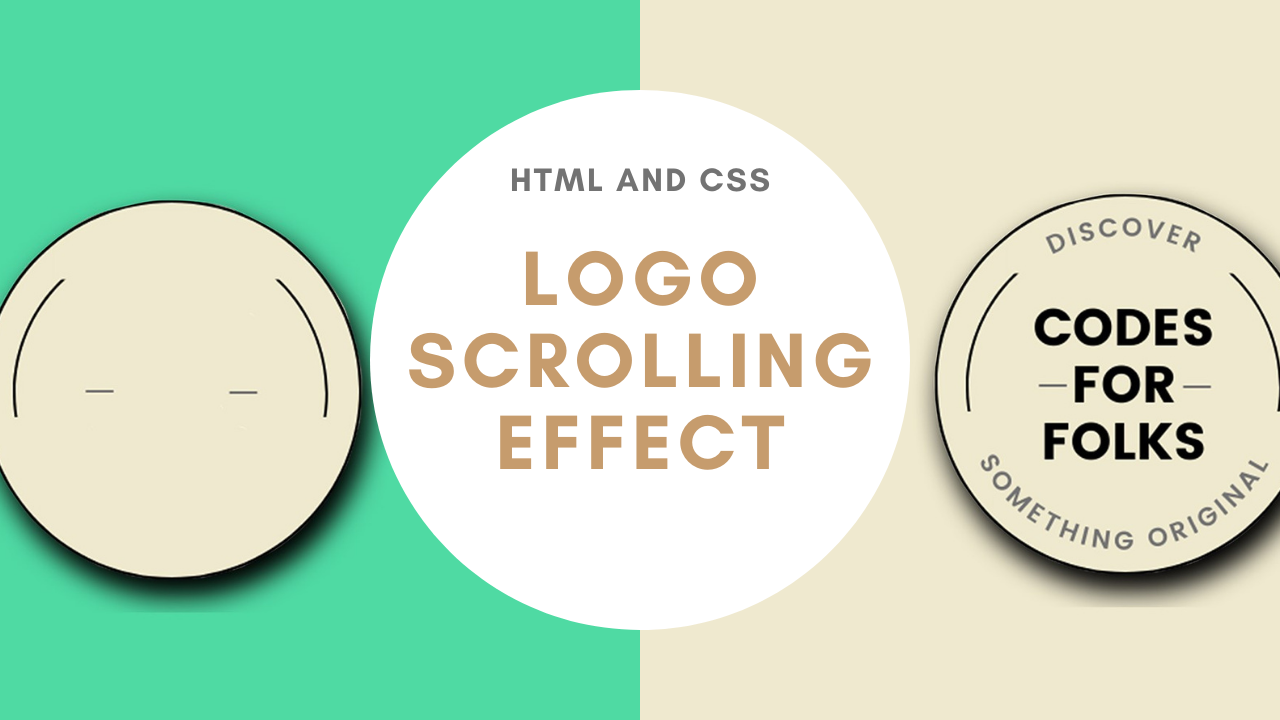 HTML AND CSS
LOGO
SCROLLING
EFFECT
DISCOVER
CODES
FOR
FOLKS
SOMETHING ORIGINAL